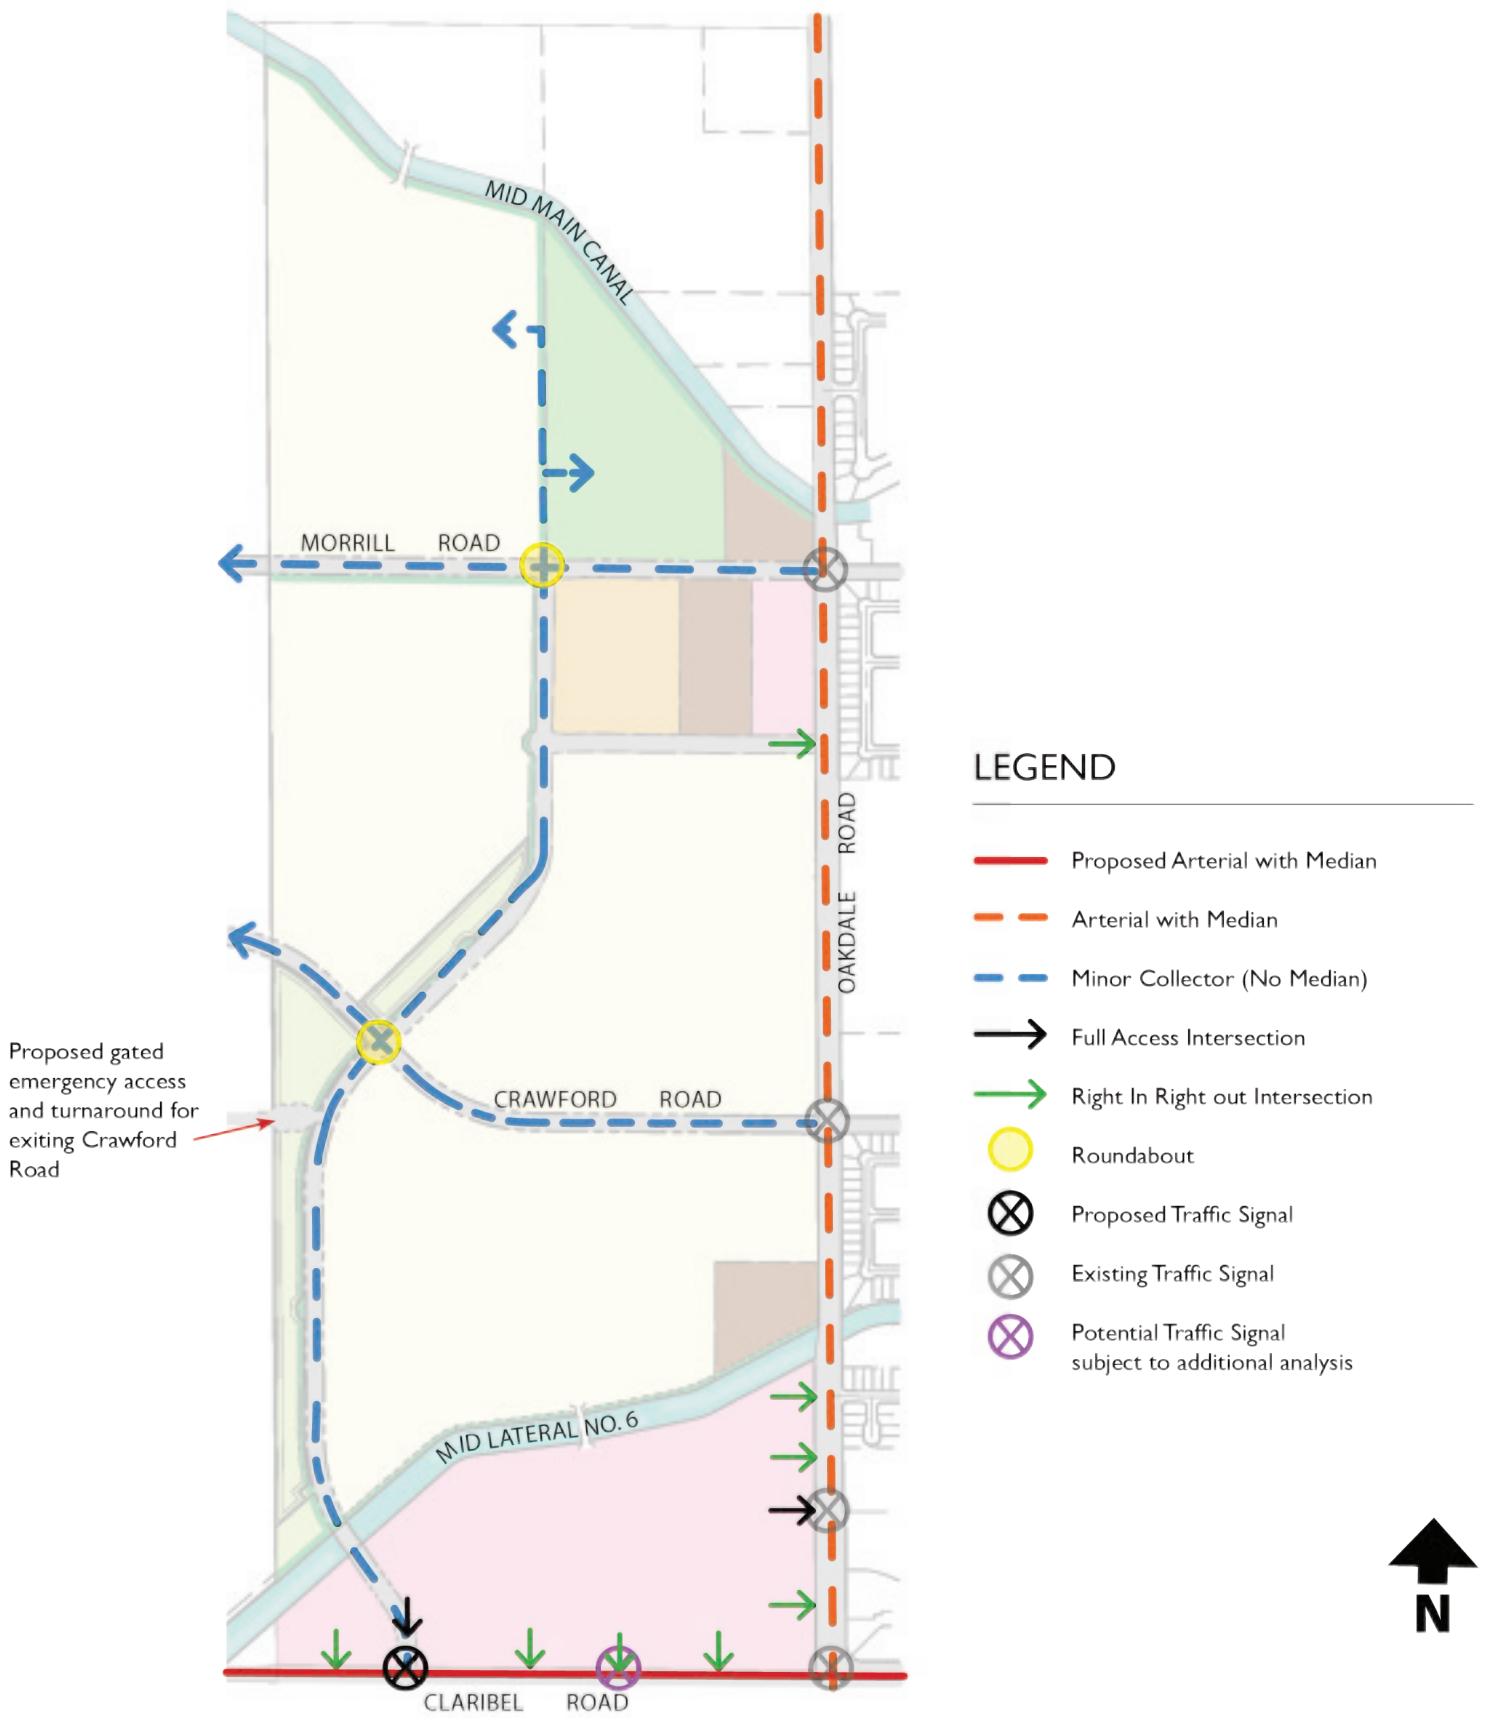 MID MAIN CANAL
MORRILL ROAD
OAKDALE ROAD
CRAWFORD ROAD
Proposed gated
emergency access
and turnaround for
exiting Crawford
Road
MID LATERAL NO. 6
CLARIBEL ROAD
LEGEND
Proposed Arterial with Median
Arterial with Median
Minor Collector (No Median)
Full Access Intersection
Right In Right out Intersection
Roundabout
Proposed Traffic Signal
Existing Traffic Signal
Potential Traffic Signal
subject to additional analysis
N